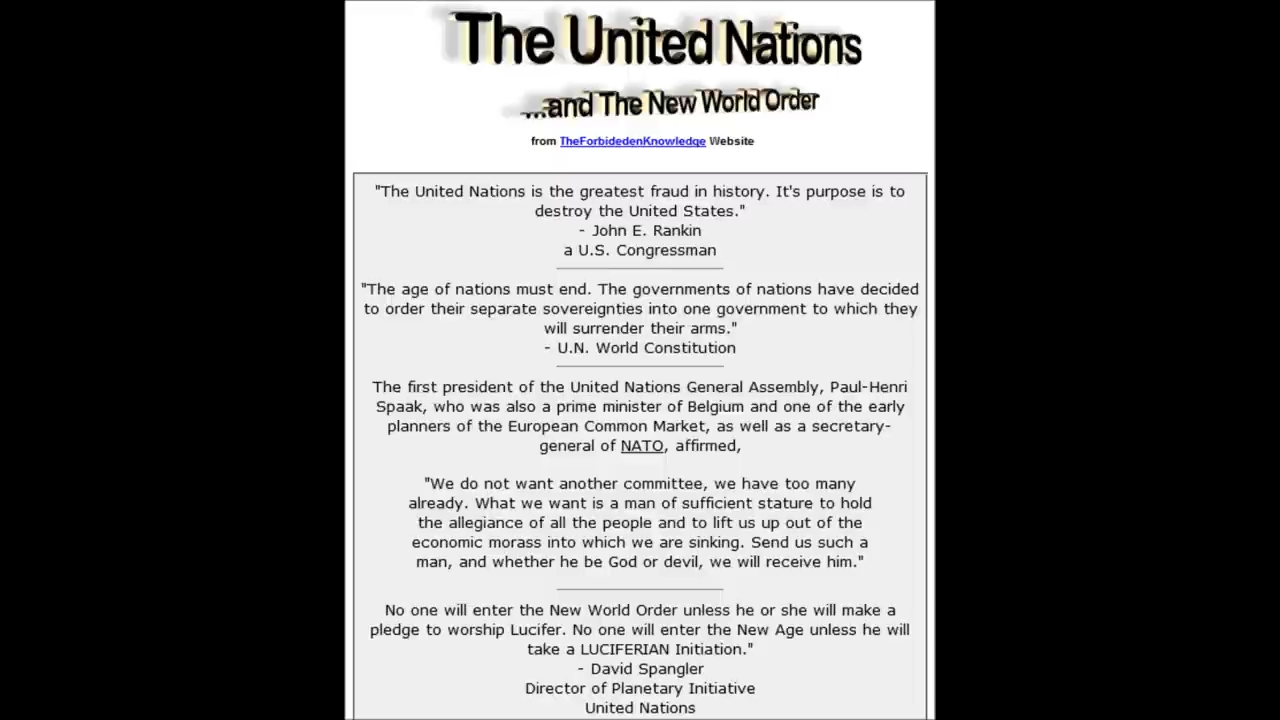 The United Nations
...and The New World Order
from TheForbidedenKnowledge Website
"The United Nations is the greatest fraud in history. It's purpose is to
destroy the United States."
- John E. Rankin
a U.S. Congressman
"The age of nations must end. The governments of nations have decided
to order their separate sovereignties into one government to which they
will surrender their arms."
- U.N. World Constitution
The first president of the United Nations General Assembly, Paul-Henri
Spaak, who was also a prime minister of Belgium and one of the early
planners of the European Common Market, as well as a secretary-
general of NATO, affirmed,
"We do not want another committee, we have too many
already. What we want is a man of sufficient stature to hold
the allegiance of all the people and to lift us up out of the
economic morass into which we are sinking. Send us such a
man, and whether he be God or devil, we will receive him."
No one will enter the New World Order unless he or she will make a
pledge to worship Lucifer. No one will enter the New Age unless he will
take a LUCIFERIAN Initiation."
- David Spangler
Director of Planetary Initiative
United Nations